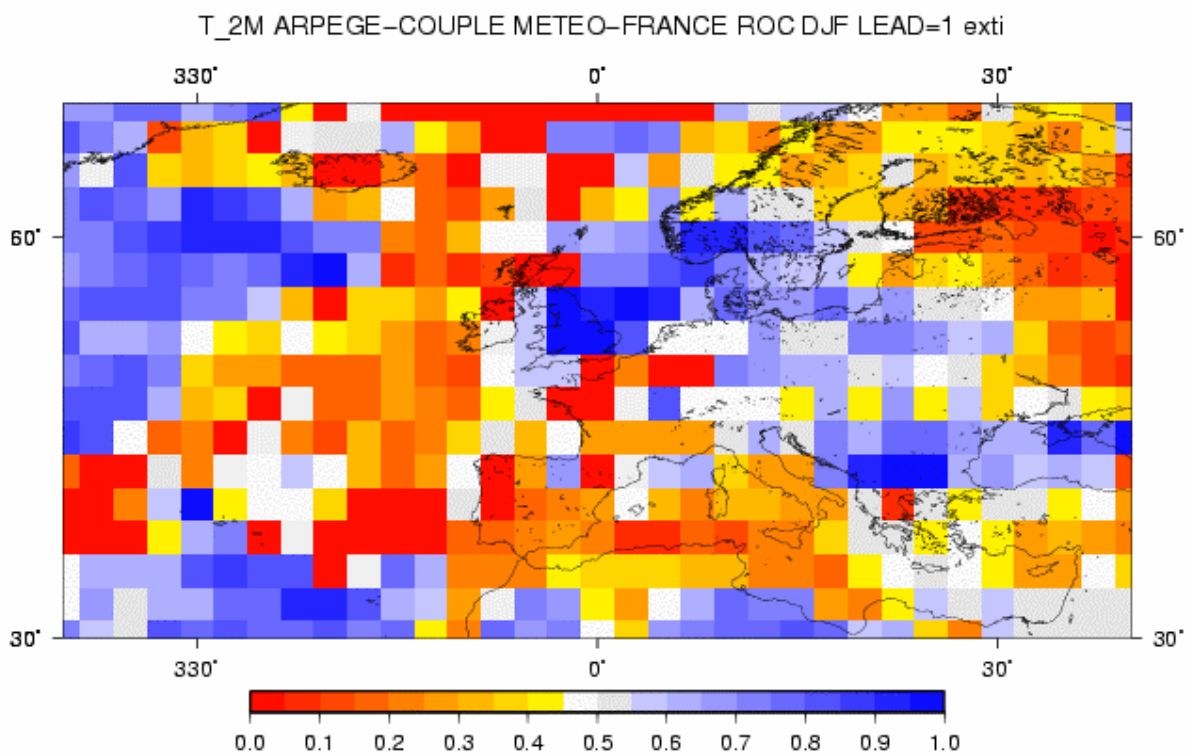 T_2M ARPEGE-COUPLE METEO-FRANCE ROC DJF LEAD=1 exti
330° 0° 30°
60° 60°
30° 30°
330° 0° 30°
0.0 0.1 0.2 0.3 0.4 0.5 0.6 0.7 0.8 0.9 1.0